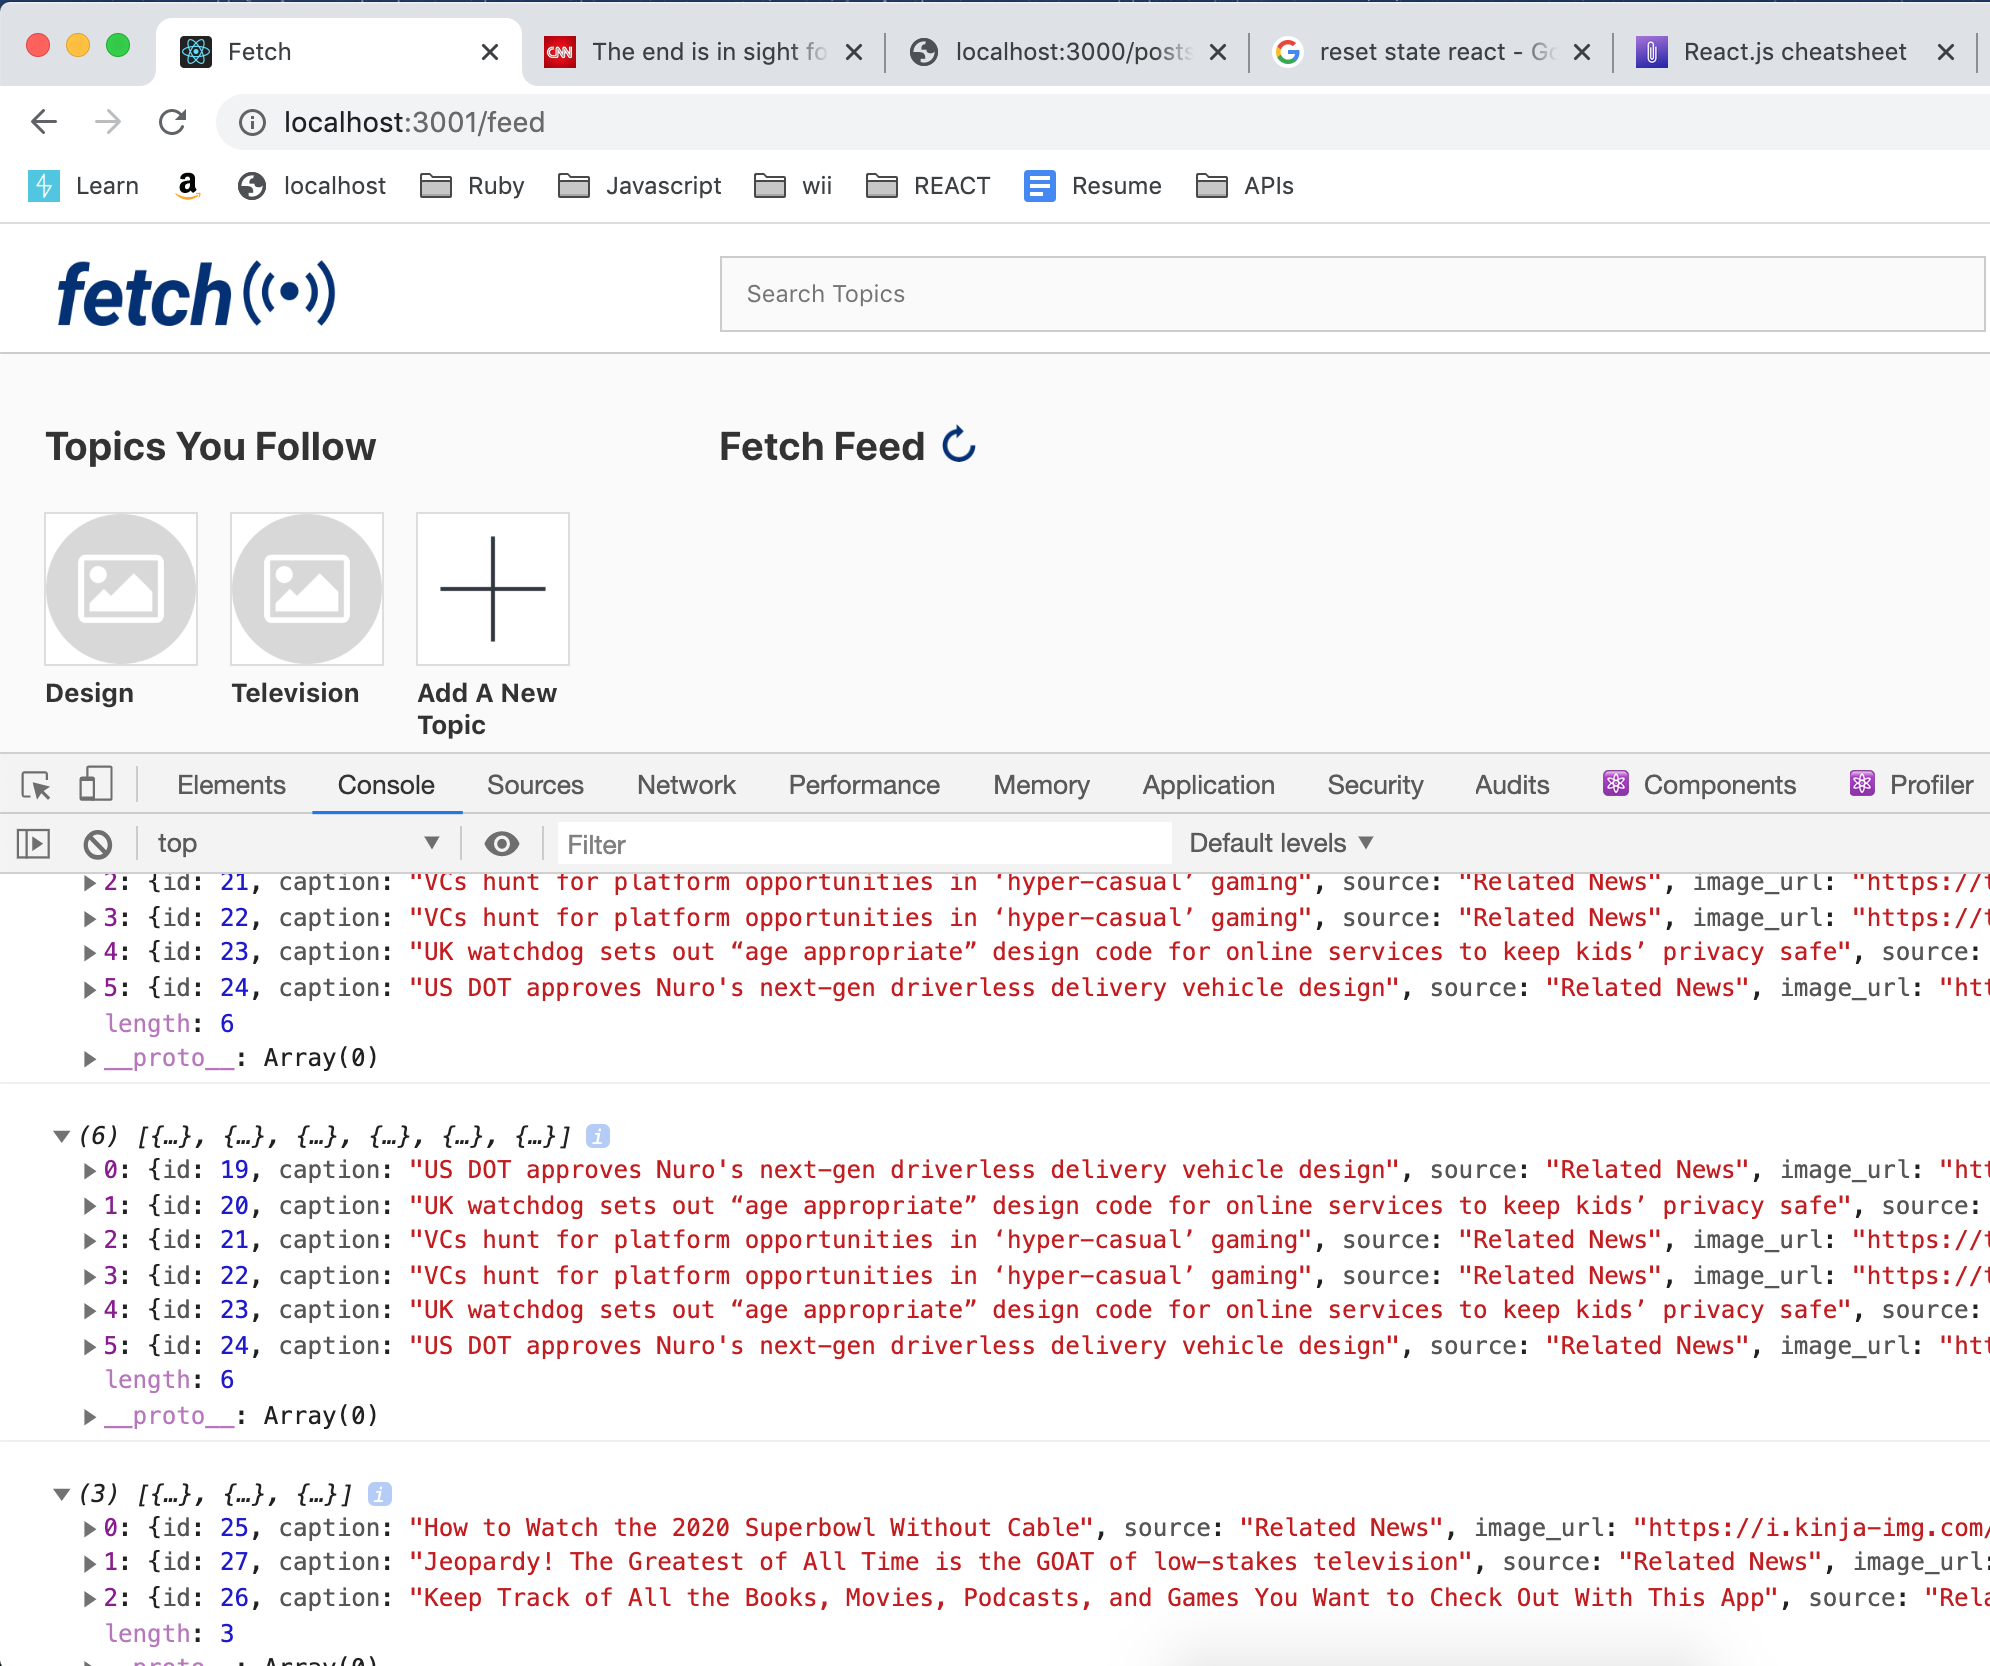 Fetch
CNN The end is in sight fo
localhost:3000/posts
reset state react - Go
React.js cheatsheet
localhost:3001/feed
Learn a localhost Ruby Javascript wii REACT Resume APIs
fetch
Search Topics
Topics You Follow
Fetch Feed
Design
Television
Add A New
Topic
Elements Console Sources Network Performance Memory Application Security Audits Components Profiler
top ▼ Filter Default levels ▼
▶2: {id: 21, caption: "VCs hunt for platform opportunities in ‘hyper-casual’ gaming", source: "Related News", image_url: "https://t
▶3: {id: 22, caption: "VCs hunt for platform opportunities in ‘hyper-casual’ gaming", source: "Related News", image_url: "https://t
▶4: {id: 23, caption: "UK watchdog sets out “age appropriate” design code for online services to keep kids’ privacy safe", source:
▶5: {id: 24, caption: "US DOT approves Nuro's next-gen driverless delivery vehicle design", source: "Related News", image_url: "htt
length: 6
▶__proto__: Array(0)
▼(6) [{…}, {…}, {…}, {…}, {…}, {…}] i
▶0: {id: 19, caption: "US DOT approves Nuro's next-gen driverless delivery vehicle design", source: "Related News", image_url: "htt
▶1: {id: 20, caption: "UK watchdog sets out “age appropriate” design code for online services to keep kids’ privacy safe", source:
▶2: {id: 21, caption: "VCs hunt for platform opportunities in ‘hyper-casual’ gaming", source: "Related News", image_url: "https://t
▶3: {id: 22, caption: "VCs hunt for platform opportunities in ‘hyper-casual’ gaming", source: "Related News", image_url: "https://t
▶4: {id: 23, caption: "UK watchdog sets out “age appropriate” design code for online services to keep kids’ privacy safe", source:
▶5: {id: 24, caption: "US DOT approves Nuro's next-gen driverless delivery vehicle design", source: "Related News", image_url: "htt
length: 6
▶__proto__: Array(0)
▼(3) [{…}, {…}, {…}] i
▶0: {id: 25, caption: "How to Watch the 2020 Superbowl Without Cable", source: "Related News", image_url: "https://i.kinja-img.com/
▶1: {id: 27, caption: "Jeopardy! The Greatest of All Time is the GOAT of low-stakes television", source: "Related News", image_url:
▶2: {id: 26, caption: "Keep Track of All the Books, Movies, Podcasts, and Games You Want to Check Out With This App", source: "Rela
length: 3
▶__proto__: Array(0)